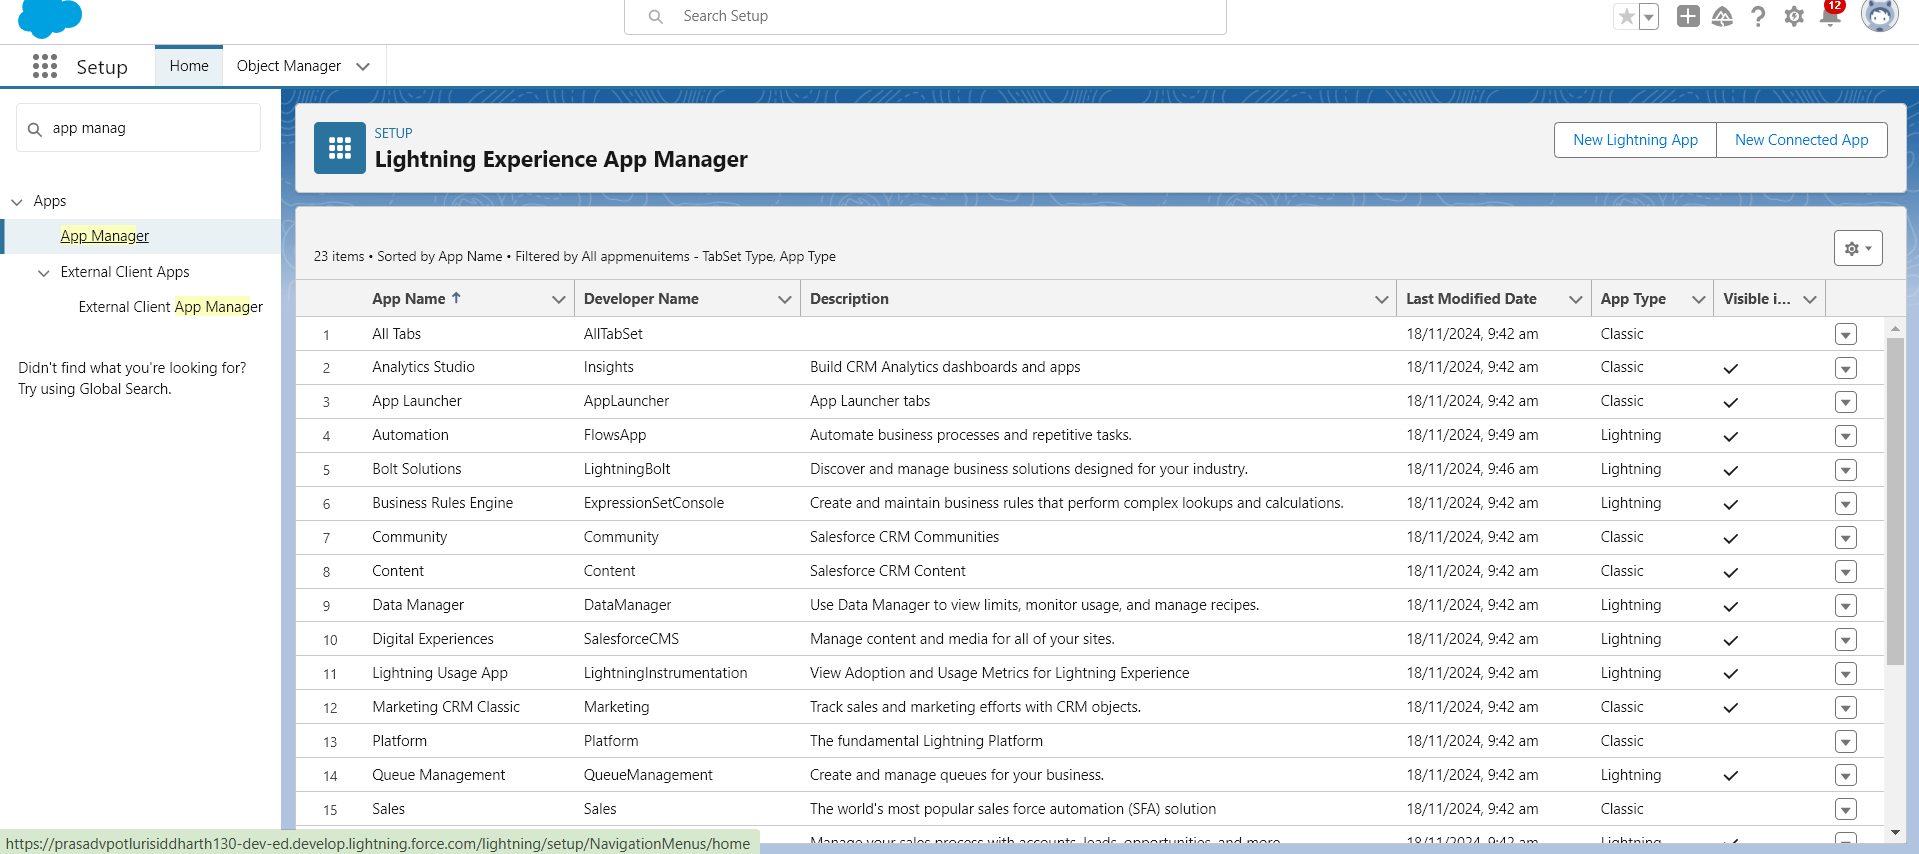 Search Setup
12
Setup
Home
Object Manager
app manag
Apps
App Manager
External Client Apps
External Client App Manager
Didn't find what you're looking for?
Try using Global Search.
SETUP
Lightning Experience App Manager
New Lightning App
New Connected App
23 items • Sorted by App Name • Filtered by All appmenuitems - TabSet Type, App Type
App Name Developer Name Description Last Modified Date App Type Visible i...
1 All Tabs AllTabSet 18/11/2024, 9:42 am Classic
2 Analytics Studio Insights Build CRM Analytics dashboards and apps 18/11/2024, 9:42 am Classic
3 App Launcher AppLauncher App Launcher tabs 18/11/2024, 9:42 am Classic
4 Automation FlowsApp Automate business processes and repetitive tasks. 18/11/2024, 9:49 am Lightning
5 Bolt Solutions LightningBolt Discover and manage business solutions designed for your industry. 18/11/2024, 9:46 am Lightning
6 Business Rules Engine ExpressionSetConsole Create and maintain business rules that perform complex lookups and calculations. 18/11/2024, 9:42 am Lightning
7 Community Community Salesforce CRM Communities 18/11/2024, 9:42 am Classic
8 Content Content Salesforce CRM Content 18/11/2024, 9:42 am Classic
9 Data Manager DataManager Use Data Manager to view limits, monitor usage, and manage recipes. 18/11/2024, 9:42 am Lightning
10 Digital Experiences SalesforceCMS Manage content and media for all of your sites. 18/11/2024, 9:42 am Lightning
11 Lightning Usage App LightningInstrumentation View Adoption and Usage Metrics for Lightning Experience 18/11/2024, 9:42 am Lightning
12 Marketing CRM Classic Marketing Track sales and marketing efforts with CRM objects. 18/11/2024, 9:42 am Classic
13 Platform Platform The fundamental Lightning Platform 18/11/2024, 9:42 am Classic
14 Queue Management QueueManagement Create and manage queues for your business. 18/11/2024, 9:42 am Lightning
15 Sales Sales The world's most popular sales force automation (SFA) solution 18/11/2024, 9:42 am Classic
Manage your sales process with accounts, leads, opportunities, and more
https://prasadvpotlurisiddharth130-dev-ed.develop.lightning.force.com/lightning/setup/NavigationMenus/home